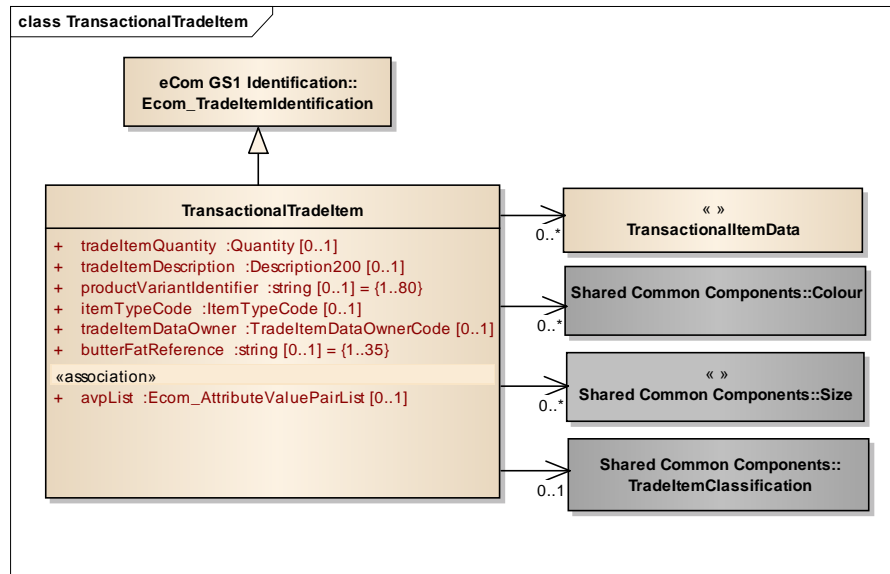 class TransactionalTradeItem
eCom GS1 Identification::
Ecom_TradeItemIdentification
TransactionalTradeItem
+ tradeItemQuantity :Quantity [0..1]
+ tradeItemDescription :Description200 [0..1]
+ productVariantIdentifier :string [0..1] = {1..80}
+ itemTypeCode :ItemTypeCode [0..1]
+ tradeItemDataOwner :TradeItemDataOwnerCode [0..1]
+ butterFatReference :string [0..1] = {1..35}
«association»
+ avpList :Ecom_AttributeValuePairList [0..1]
« »
TransactionalItemData
0..*
Shared Common Components::Colour
0..*
« »
Shared Common Components::Size
0..*
Shared Common Components::
TradeItemClassification
0..1